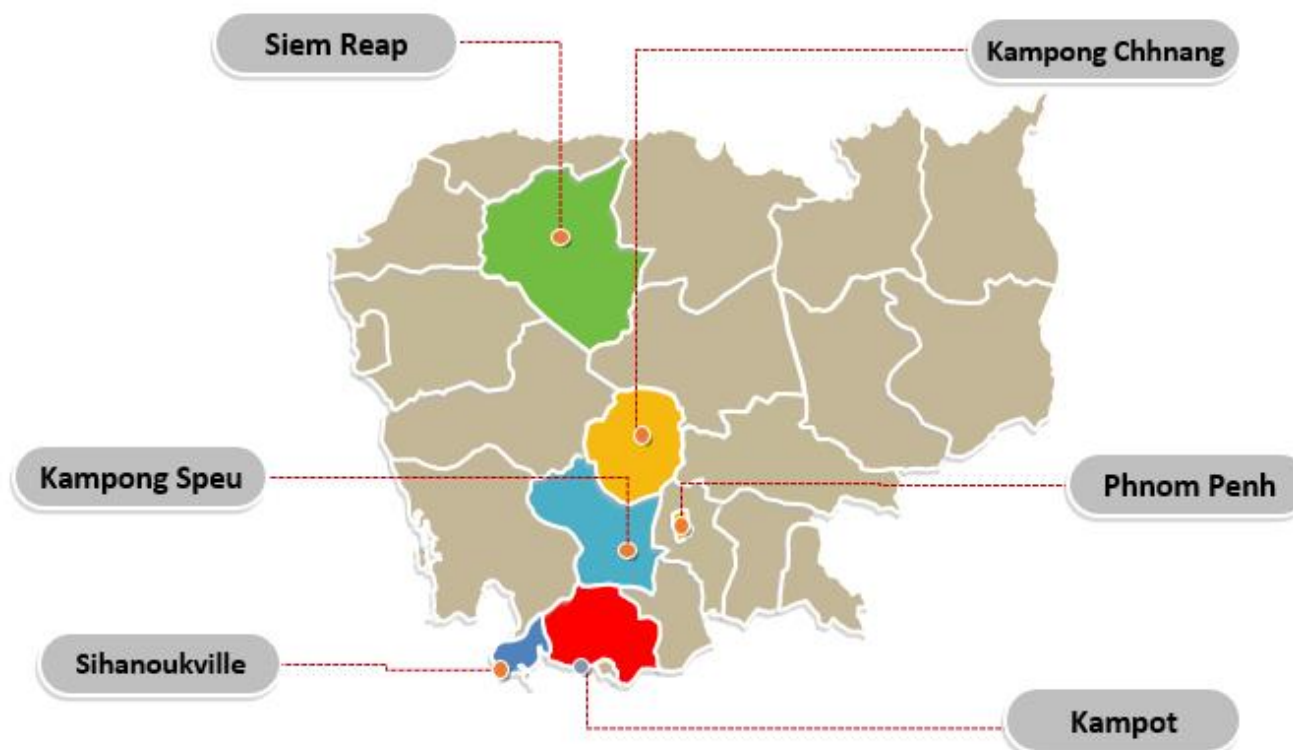 Siem Reap
Kampong Chhnang
Kampong Speu
Phnom Penh
Sihanoukville
Kampot